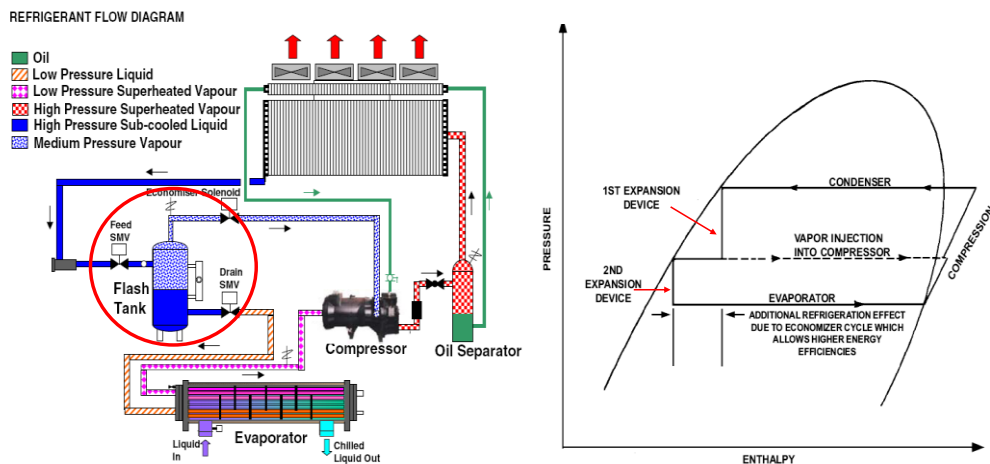 REFRIGERANT FLOW DIAGRAM
Oil
Low Pressure Liquid
Low Pressure Superheated Vapour
High Pressure Superheated Vapour
High Pressure Sub-cooled Liquid
Medium Pressure Vapour
Economiser Solenoid
Feed
SMV
Flash
Tank
Drain
SMV
Compressor
Oil Separator
Evaporator
Liquid
In
Chilled
Liquid Out
PRESSURE
1ST EXPANSION
DEVICE
CONDENSER
VAPOR INJECTION
INTO COMPRESSOR
COMPRESSION
2ND
EXPANSION
DEVICE
EVAPORATOR
ADDITIONAL REFRIGERATION EFFECT
DUE TO ECONOMIZER CYCLE WHICH
ALLOWS HIGHER ENERGY
EFFICIENCIES
ENTHALPY